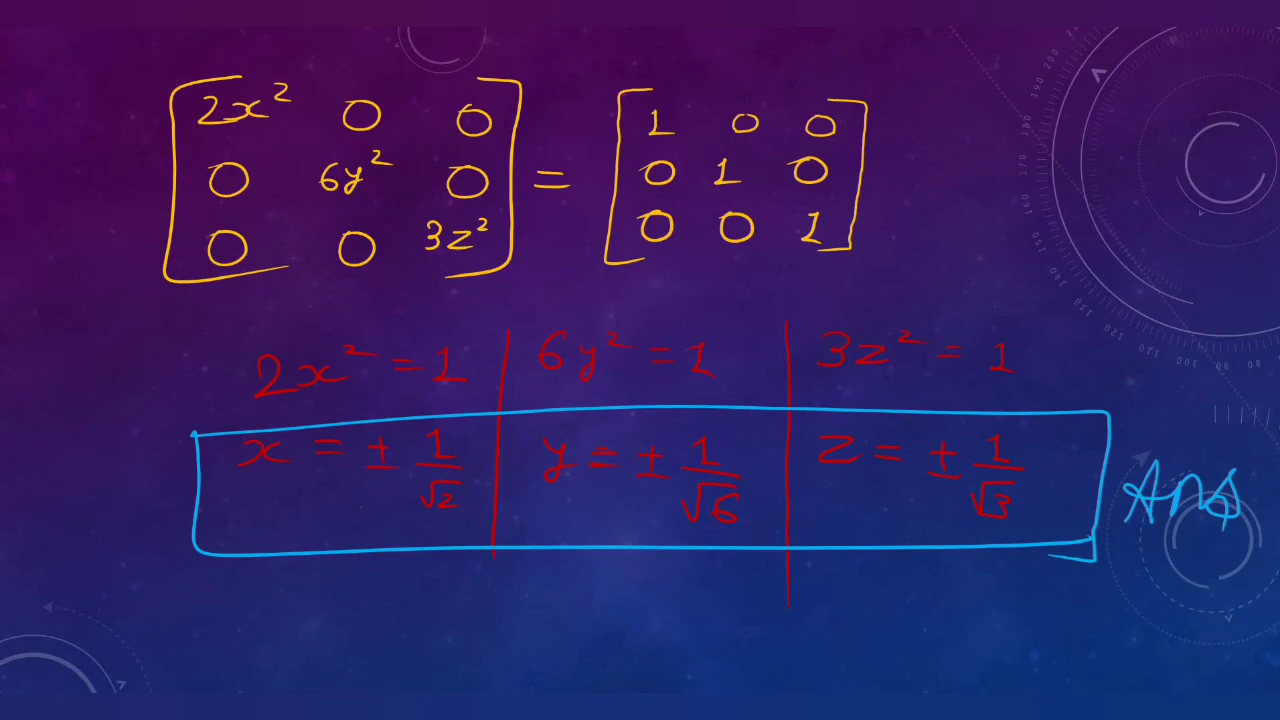 2x² 0 0 1 0 0
0 6y² 0 = 0 1 0
0 0 3z² 0 0 1
2x² = 1 6y² = 1 3z² = 1
x = ± 1/√2 y = ± 1/√6 z = ± 1/√3 Ans